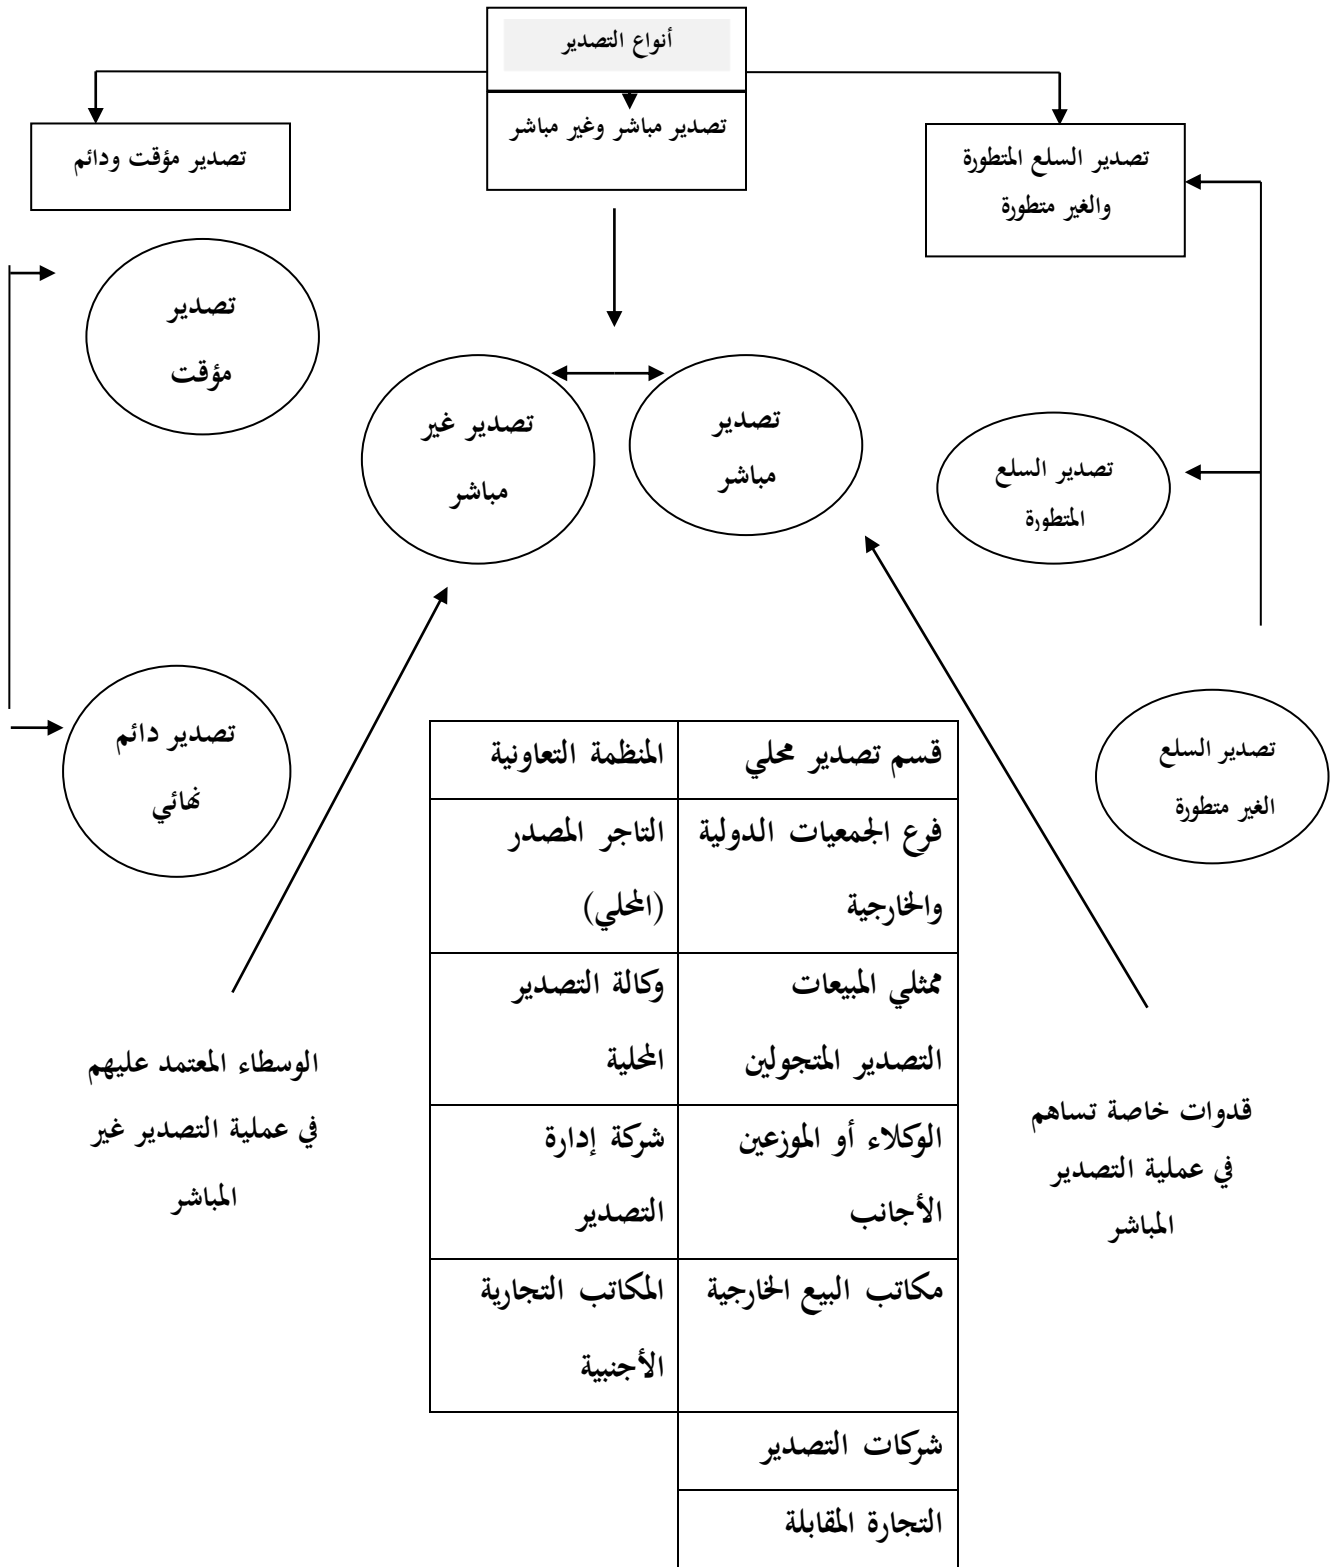 أنواع التصدير
تصدير السلع المتطورة
والغير متطورة
تصدير مباشر وغير مباشر
تصدير مؤقت ودائم
تصدير
مؤقت
تصدير
مباشر
تصدير غير
مباشر
تصدير السلع
المتطورة
تصدير السلع
الغير متطورة
تصدير دائم
نهائي
قسم تصدير محلي
المنظمة التعاونية
فرع الجمعيات الدولية
والخارجية
التاجر المصدر
(المحلي)
ممثلي المبيعات
التصدير المتجولين
وكالة التصدير
المحلية
الوكلاء أو الموزعين
الأجانب
شركة إدارة
التصدير
مكاتب البيع الخارجية
المكاتب التجارية
الأجنبية
شركات التصدير
التجارة المقابلة
قدوات خاصة تساهم
في عملية التصدير
المباشر
الوسطاء المعتمد عليهم
في عملية التصدير غير
المباشر